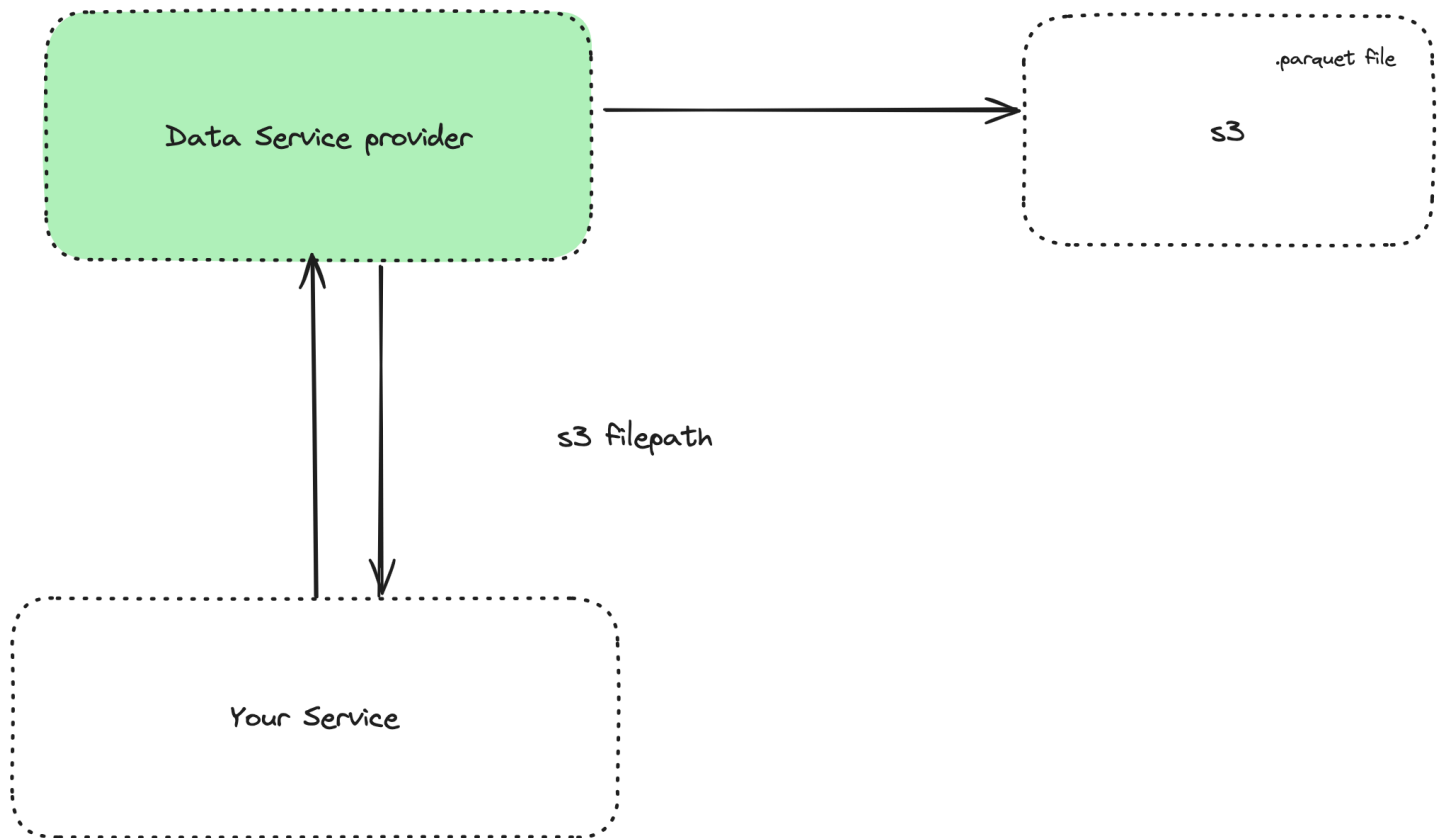 .parquet file
Data Service provider
s3
s3 filepath
Your Service